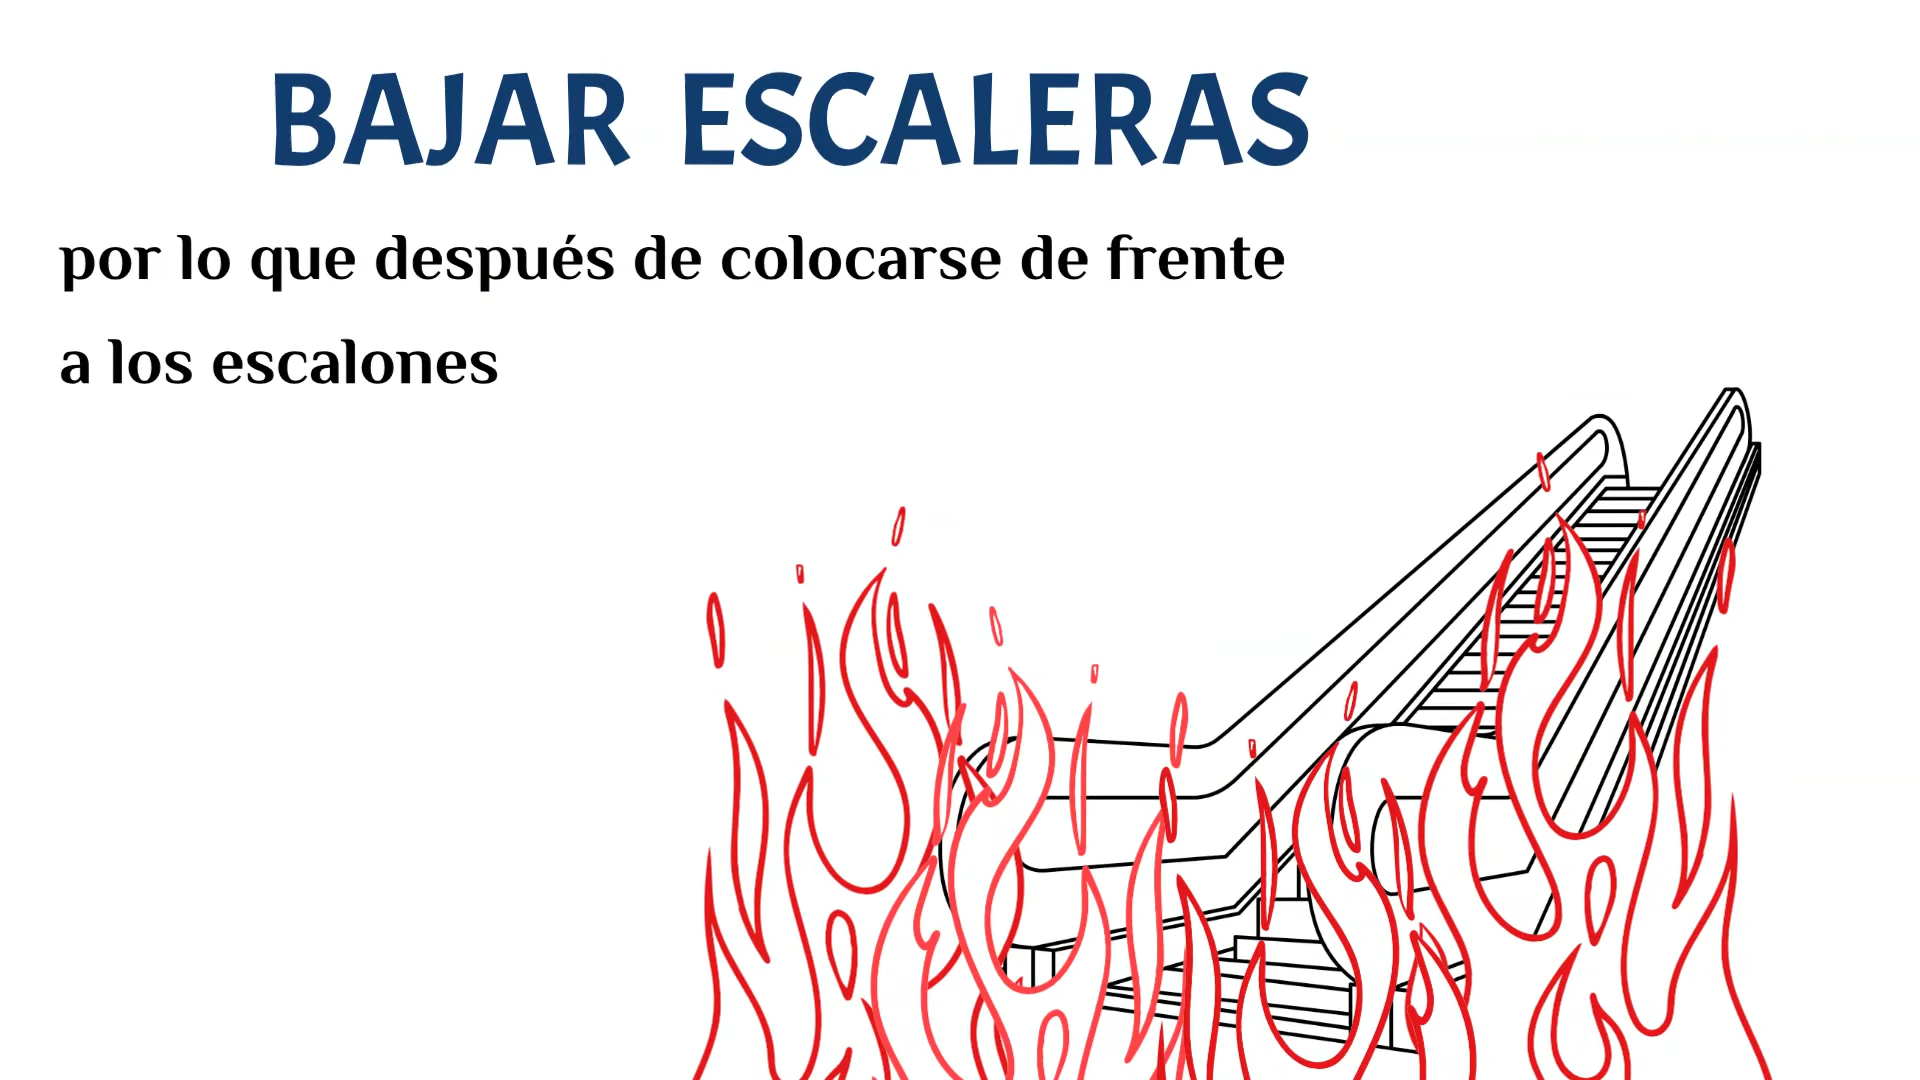 BAJAR ESCALERAS
por lo que después de colocarse de frente
a los escalones